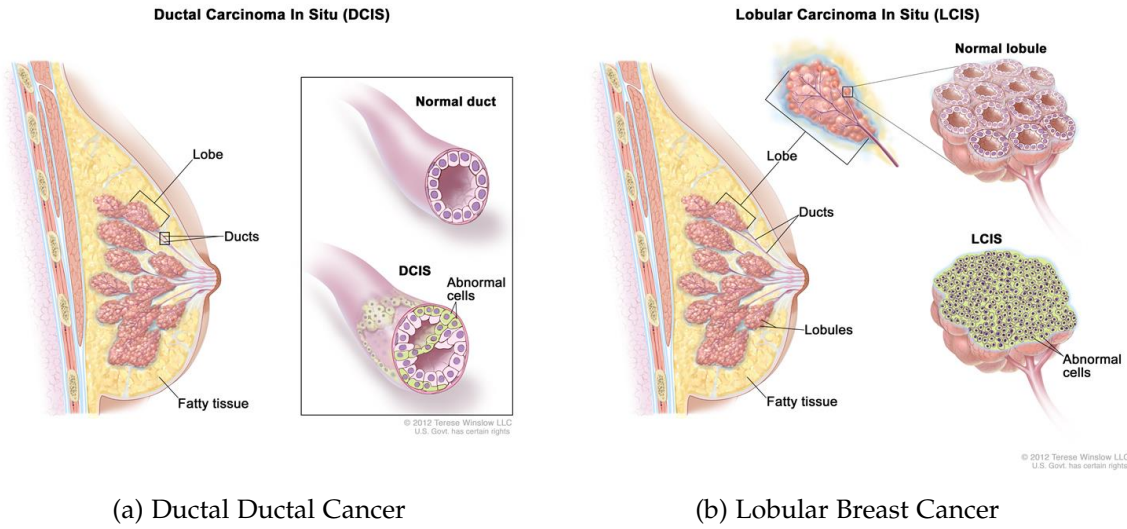 Ductal Carcinoma In Situ (DCIS)
Normal duct
Lobe
Ducts
DCIS
Abnormal
cells
Fatty tissue
© 2012 Terese Winslow LLC
U.S. Govt. has certain rights
(a) Ductal Ductal Cancer
Lobular Carcinoma In Situ (LCIS)
Normal lobule
Lobe
Ducts
LCIS
Lobules
Abnormal
cells
Fatty tissue
© 2012 Terese Winslow LLC
U.S. Govt. has certain rights
(b) Lobular Breast Cancer